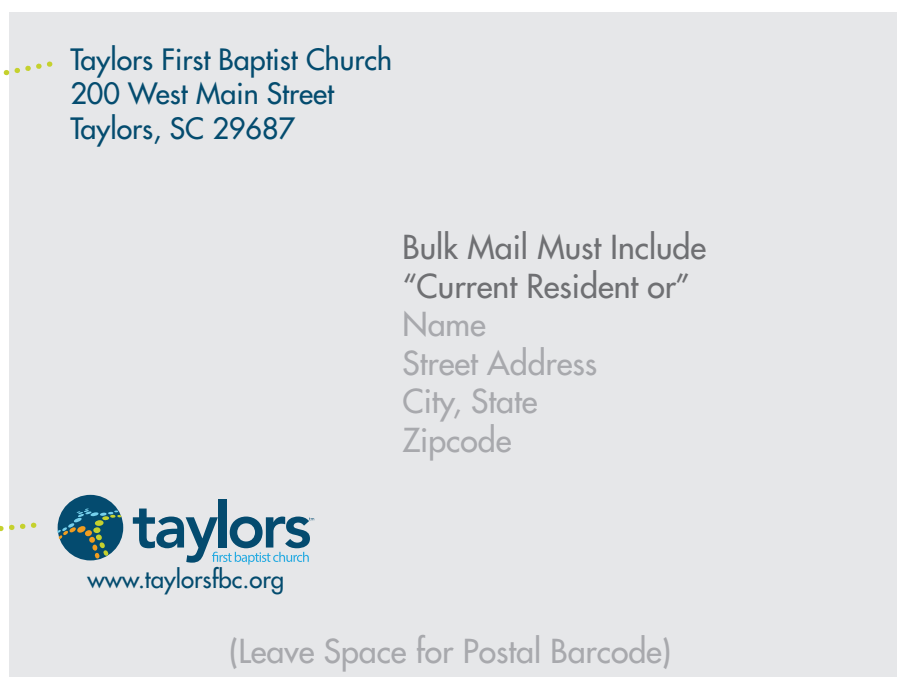 Taylors First Baptist Church
200 West Main Street
Taylors, SC 29687
Bulk Mail Must Include
“Current Resident or”
Name
Street Address
City, State
Zipcode
taylors™
first baptist church
www.taylorsfbc.org
(Leave Space for Postal Barcode)